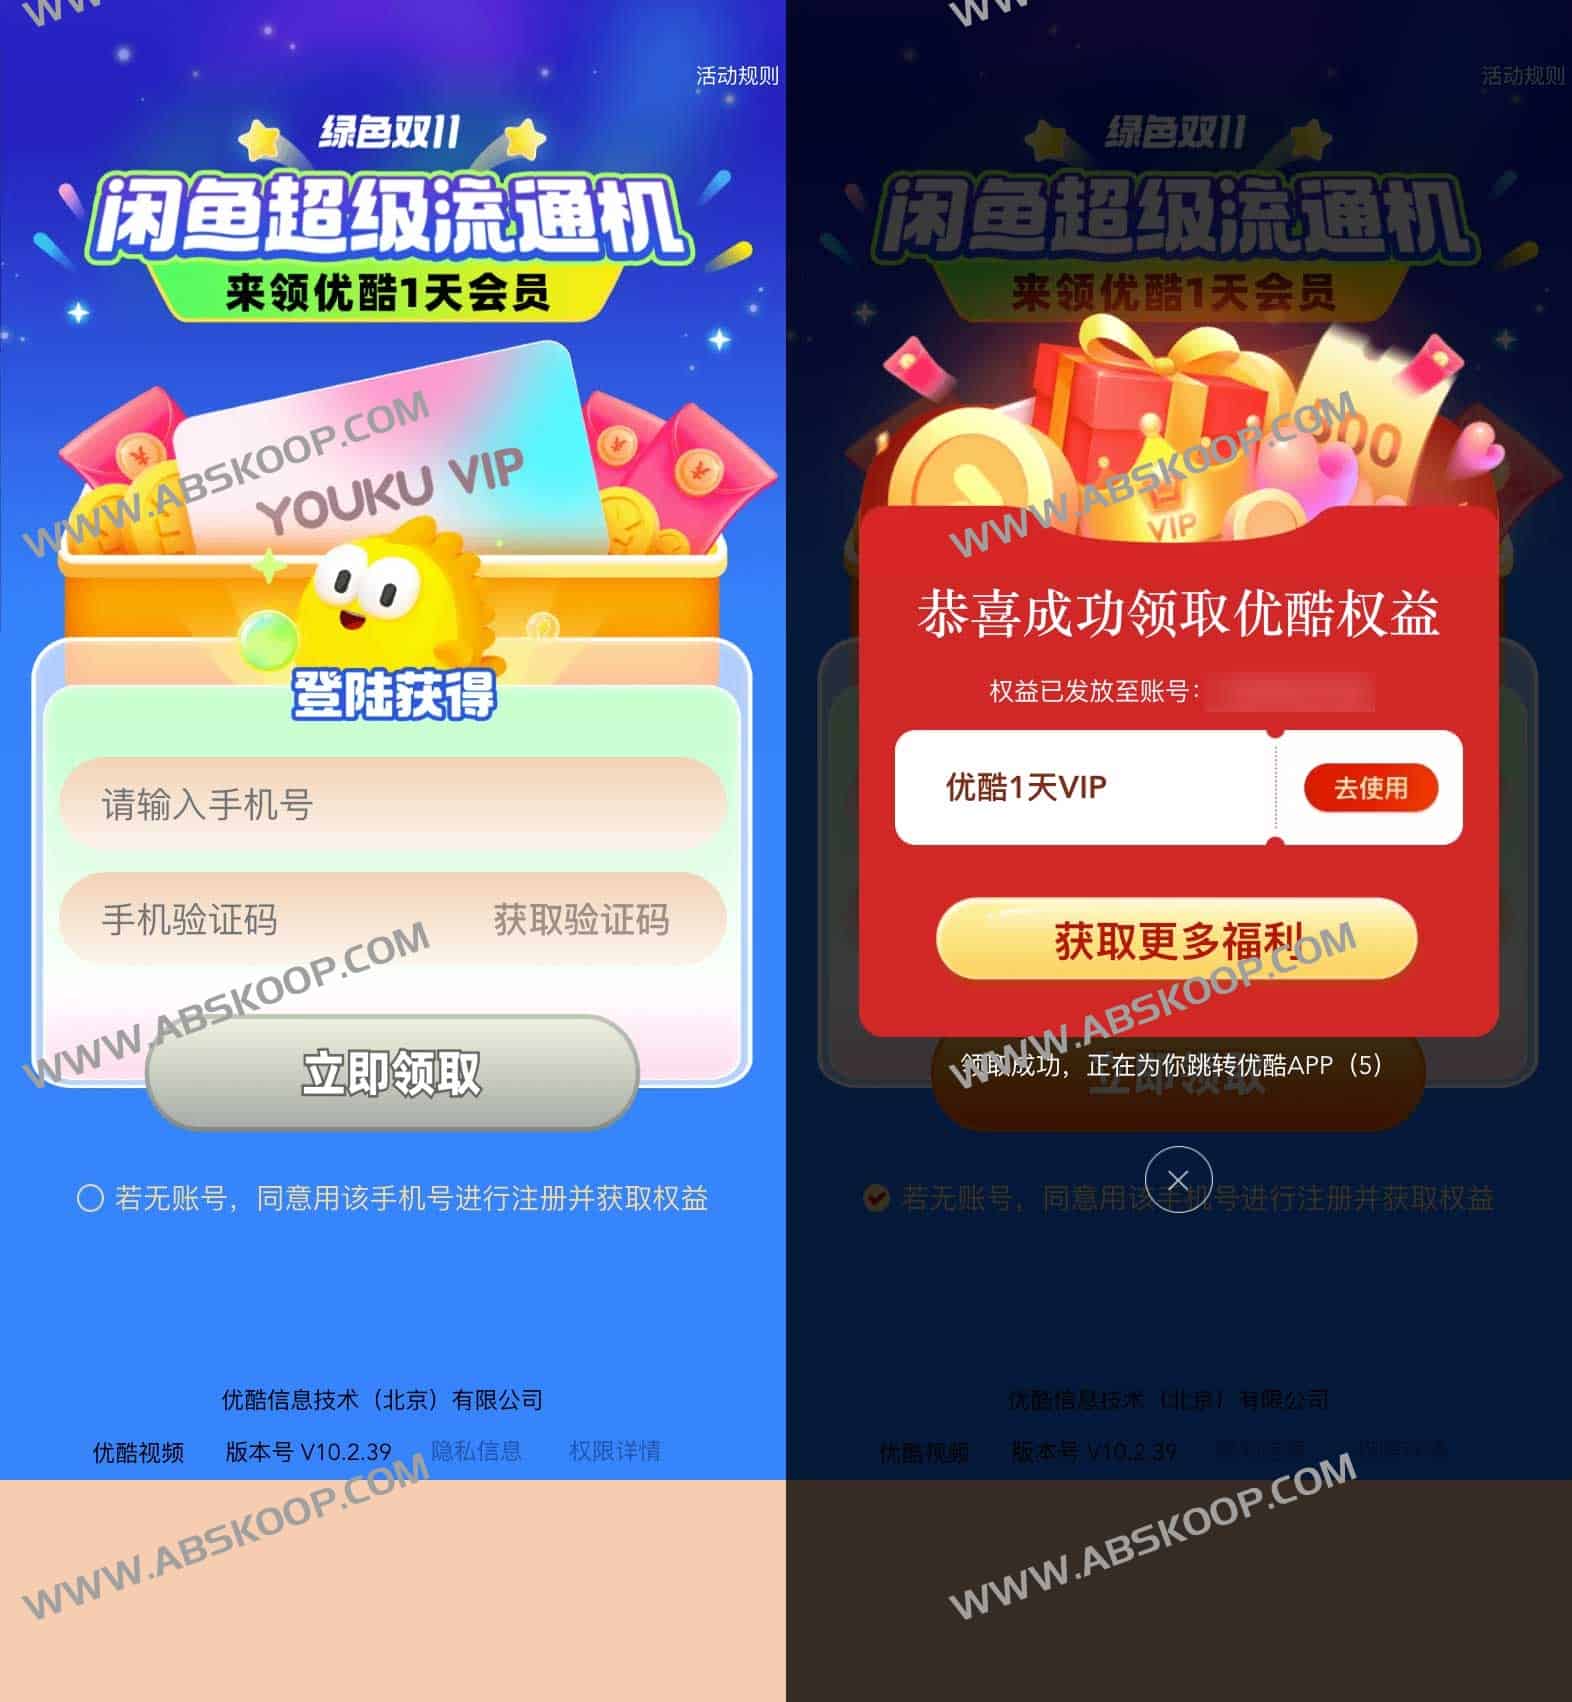 活动规则
绿色双11
闲鱼超级流通机
来领优酷1天会员
YOUKU VIP
登陆获得
请输入手机号
手机验证码 获取验证码
立即领取
若无账号，同意用该手机号进行注册并获取权益
优酷信息技术（北京）有限公司
优酷视频 版本号 V10.2.39 隐私信息 权限详情
WWW.ABSKOOP.COM
WWW.ABSKOOP.COM
WWW.ABSKOOP.COM
活动规则
绿色双11
闲鱼超级流通机
来领优酷1天会员
VIP
恭喜成功领取优酷权益
权益已发放至账号：
优酷1天VIP 去使用
获取更多福利
领取成功，正在为你跳转优酷APP（5）
立即领取
若无账号，同意用该手机号进行注册并获取权益
优酷信息技术（北京）有限公司
优酷视频 版本号 V10.2.39
WWW.ABSKOOP.COM
WWW.ABSKOOP.COM
WWW.ABSKOOP.COM